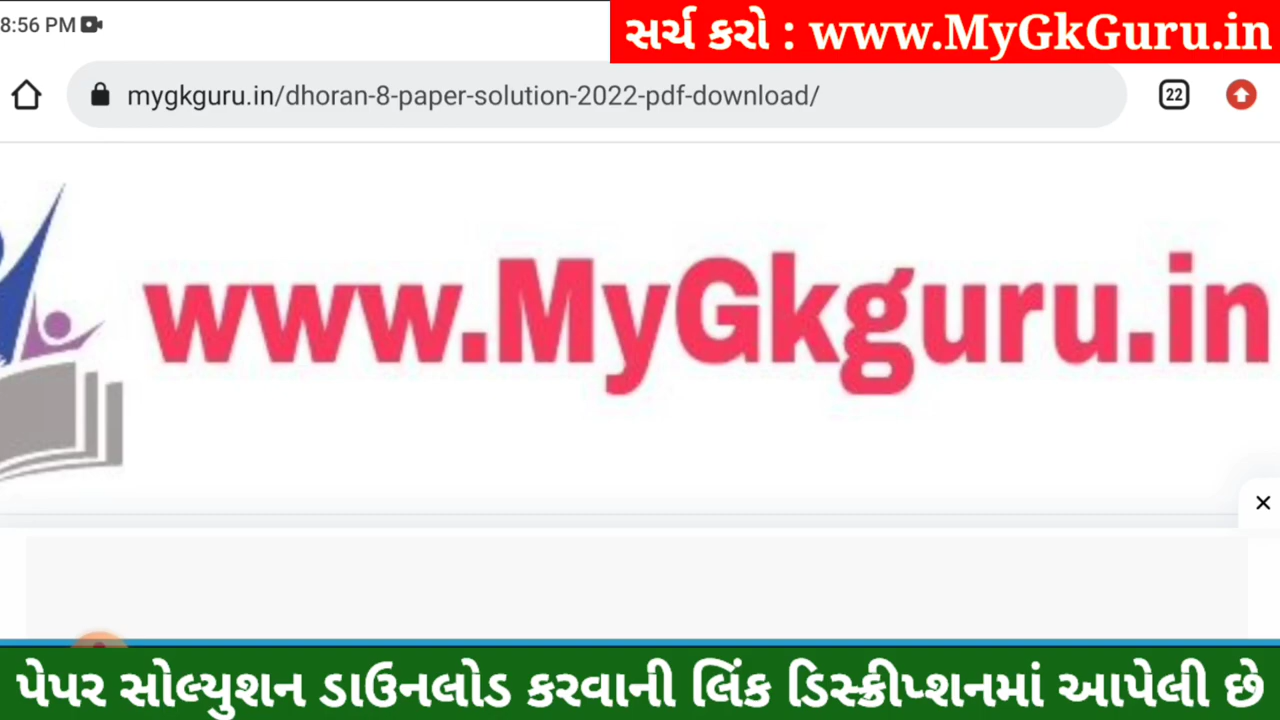 8:56 PM
સર્ચ કરો : www.MyGkGuru.in
mygkguru.in/dhoran-8-paper-solution-2022-pdf-download/
22
www.MyGkguru.in
પેપર સોલ્યુશન ડાઉનલોડ કરવાની લિંક ડિસ્ક્રીપ્શનમાં આપેલી છે